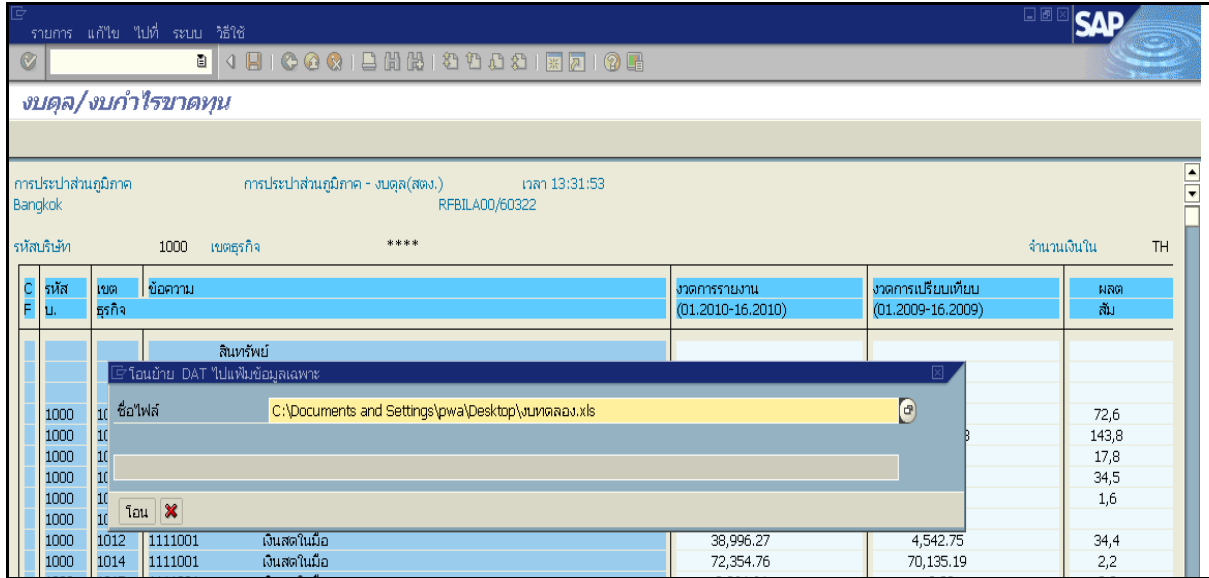 SAP
รายการ แก้ไข ไปที่ ระบบ วิธีใช้
งบดุล/งบกำไรขาดทุน
การประปาส่วนภูมิภาค การประปาส่วนภูมิภาค - งบดุล(สตง.) เวลา 13:31:53
Bangkok RFBILA00/60322
รหัสบริษัท 1000 เขตธุรกิจ **** จำนวนเงินใน TH
C รหัส เขต ข้อความ งวดการรายงาน งวดการเปรียบเทียบ ผลต
F บ. ธุรกิจ (01.2010-16.2010) (01.2009-16.2009) สัม
สินทรัพย์
โอนย้าย DAT ไปแฟ้มข้อมูลเฉพาะ
ชื่อไฟล์ C:\Documents and Settings\pwa\Desktop\งบทดลอง.xls
1000 10 72,6
1000 10 143,8
1000 10 17,8
1000 10 34,5
1000 10 1,6
โอน
1000 10
1000 1012 1111001 เงินสดในมือ 38,996.27 4,542.75 34,4
1000 1014 1111001 เงินสดในมือ 72,354.76 70,135.19 2,2